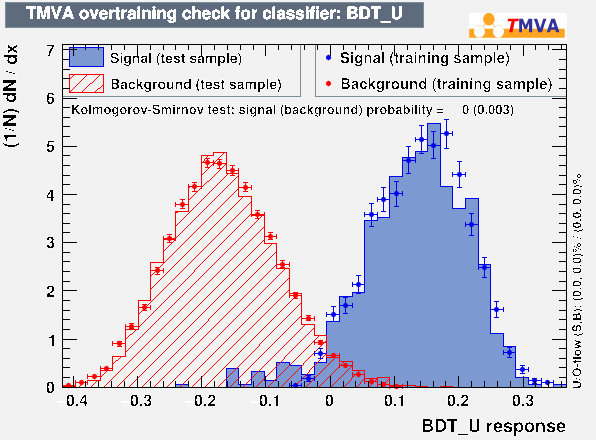 TMVA overtraining check for classifier: BDT_U
TMVA
(1/N) dN / dx
7
Signal (test sample)
Signal (training sample)
Background (test sample)
Background (training sample)
6
Kolmogorov-Smirnov test: signal (background) probability = 0 (0.003)
5
4
3
2
1
0
-0.4 -0.3 -0.2 -0.1 0 0.1 0.2 0.3
BDT_U response
U/O-flow (S,B): (0.0, 0.0)% / (0.0, 0.0)%